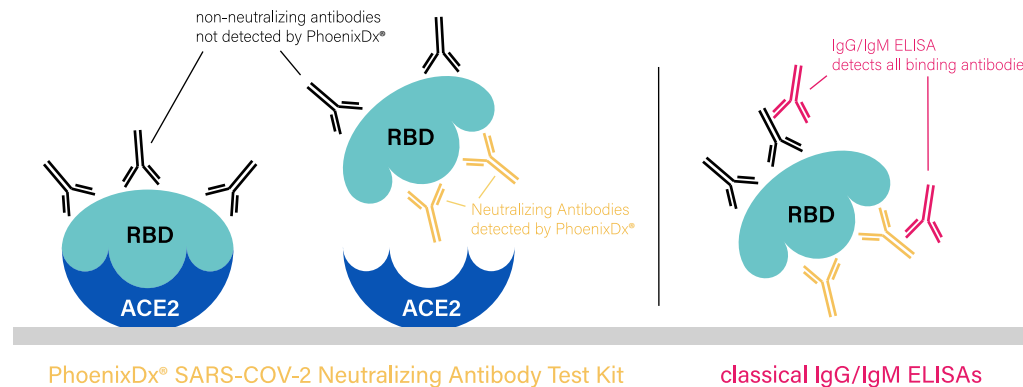 non-neutralizing antibodies
not detected by PhoenixDx®
IgG/IgM ELISA
detects all binding antibodie
RBD
RBD
RBD
Neutralizing Antibodies
detected by PhoenixDx®
ACE2
ACE2
PhoenixDx® SARS-COV-2 Neutralizing Antibody Test Kit
classical IgG/IgM ELISAs